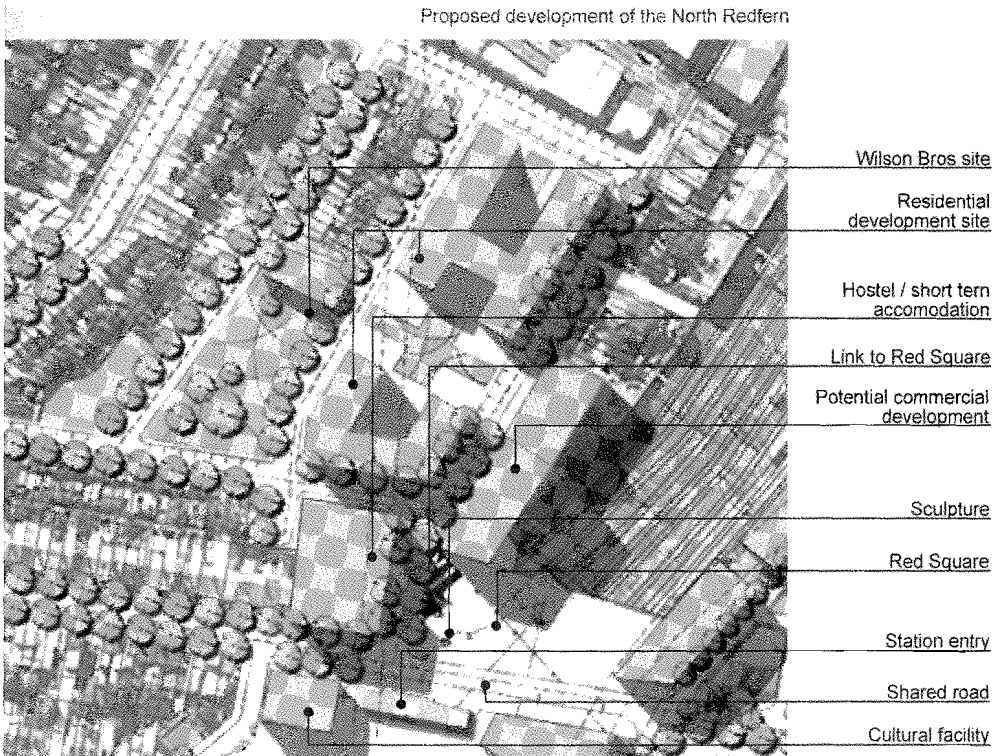 Proposed development of the North Redfern
Wilson Bros site
Residential
development site
Hostel / short tern
accomodation
Link to Red Square
Potential commercial
development
Sculpture
Red Square
Station entry
Shared road
Cultural facility